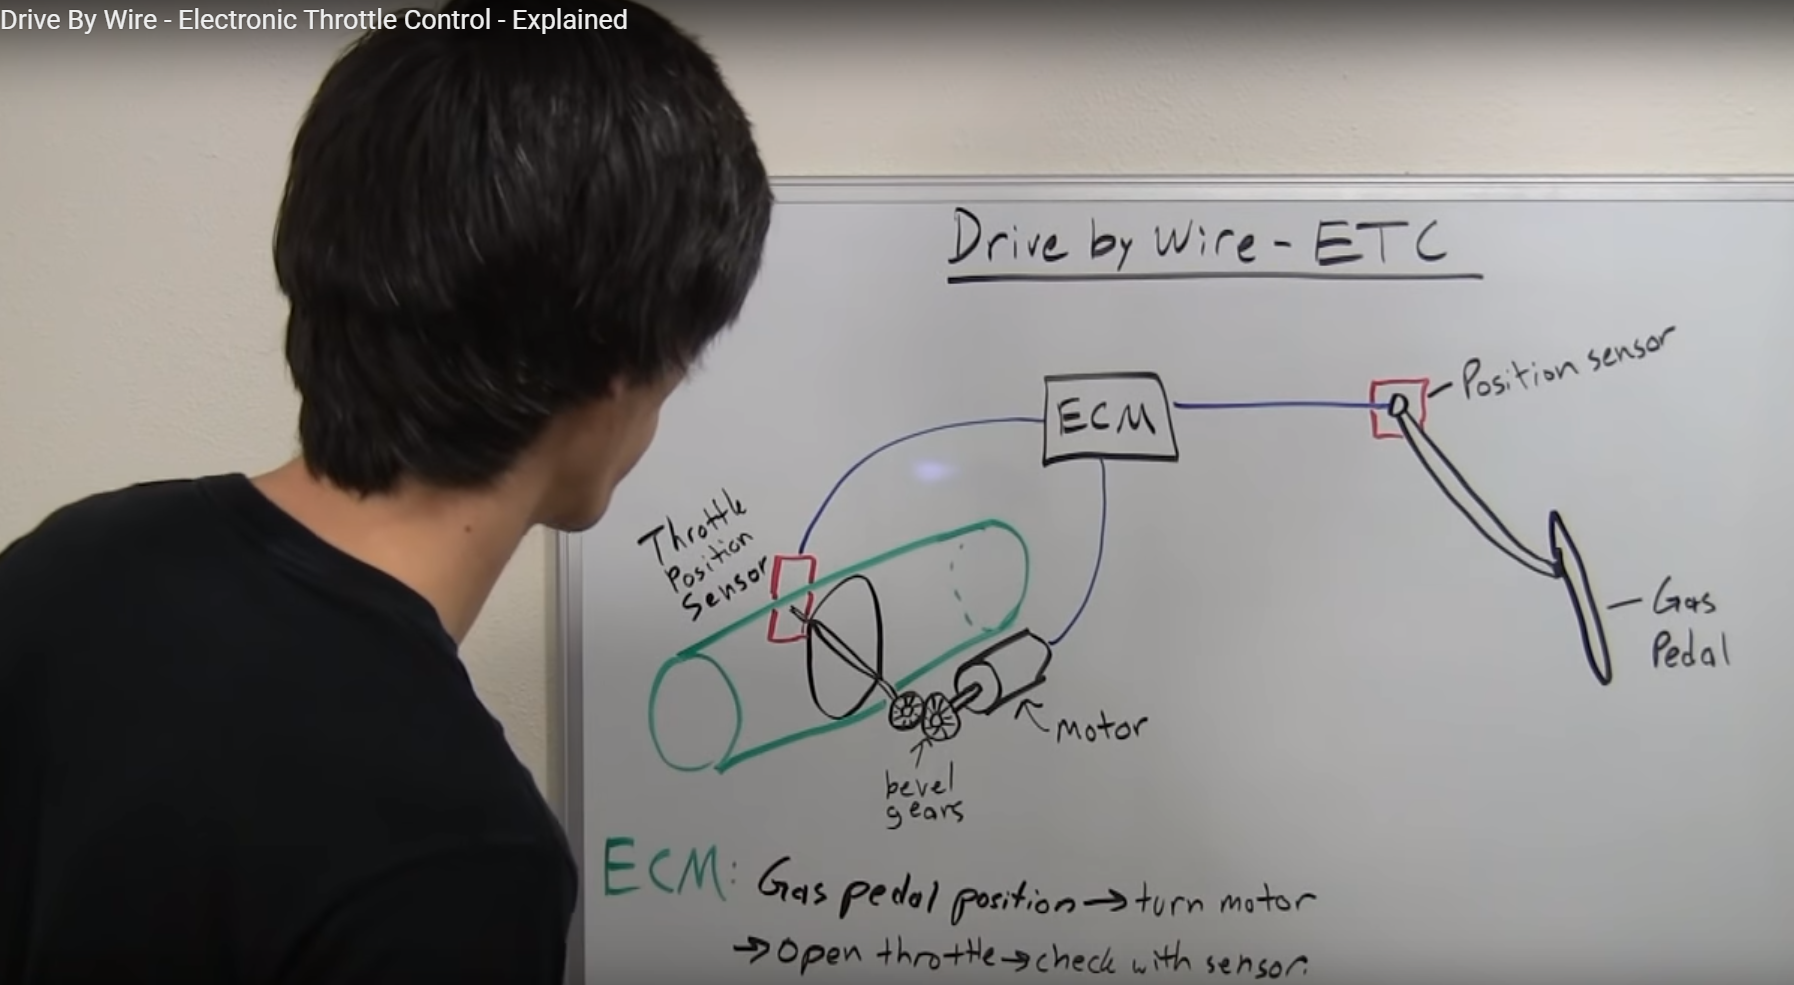 Drive By Wire - Electronic Throttle Control - Explained
Drive by Wire - ETC
Position sensor
ECM
Throttle
Position
Sensor
Gas
Pedal
motor
bevel
gears
ECM: Gas pedal position → turn motor
→ Open throttle → check with sensor.